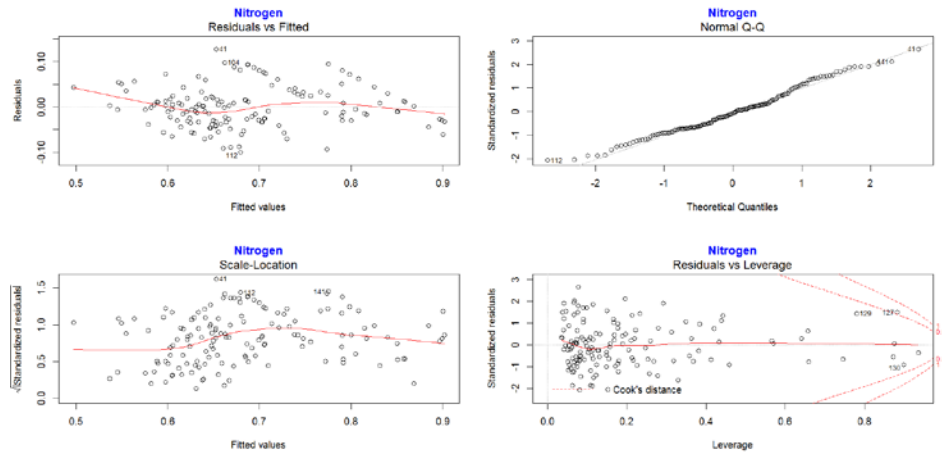 Nitrogen
Residuals vs Fitted
Residuals
0.10
0.00
-0.10
41
104
112
0.5 0.6 0.7 0.8 0.9
Fitted values
Nitrogen
Normal Q-Q
Standardized residuals
3
2
1
0
-1
-2
41
141
112
-2 -1 0 1 2
Theoretical Quantiles
Nitrogen
Scale-Location
√|Standardized residuals|
1.5
1.0
0.5
0.0
41
112
141
0.5 0.6 0.7 0.8 0.9
Fitted values
Nitrogen
Residuals vs Leverage
Standardized residuals
3
2
1
0
-1
-2
129
127
130
Cook's distance
0.0 0.2 0.4 0.6 0.8
Leverage